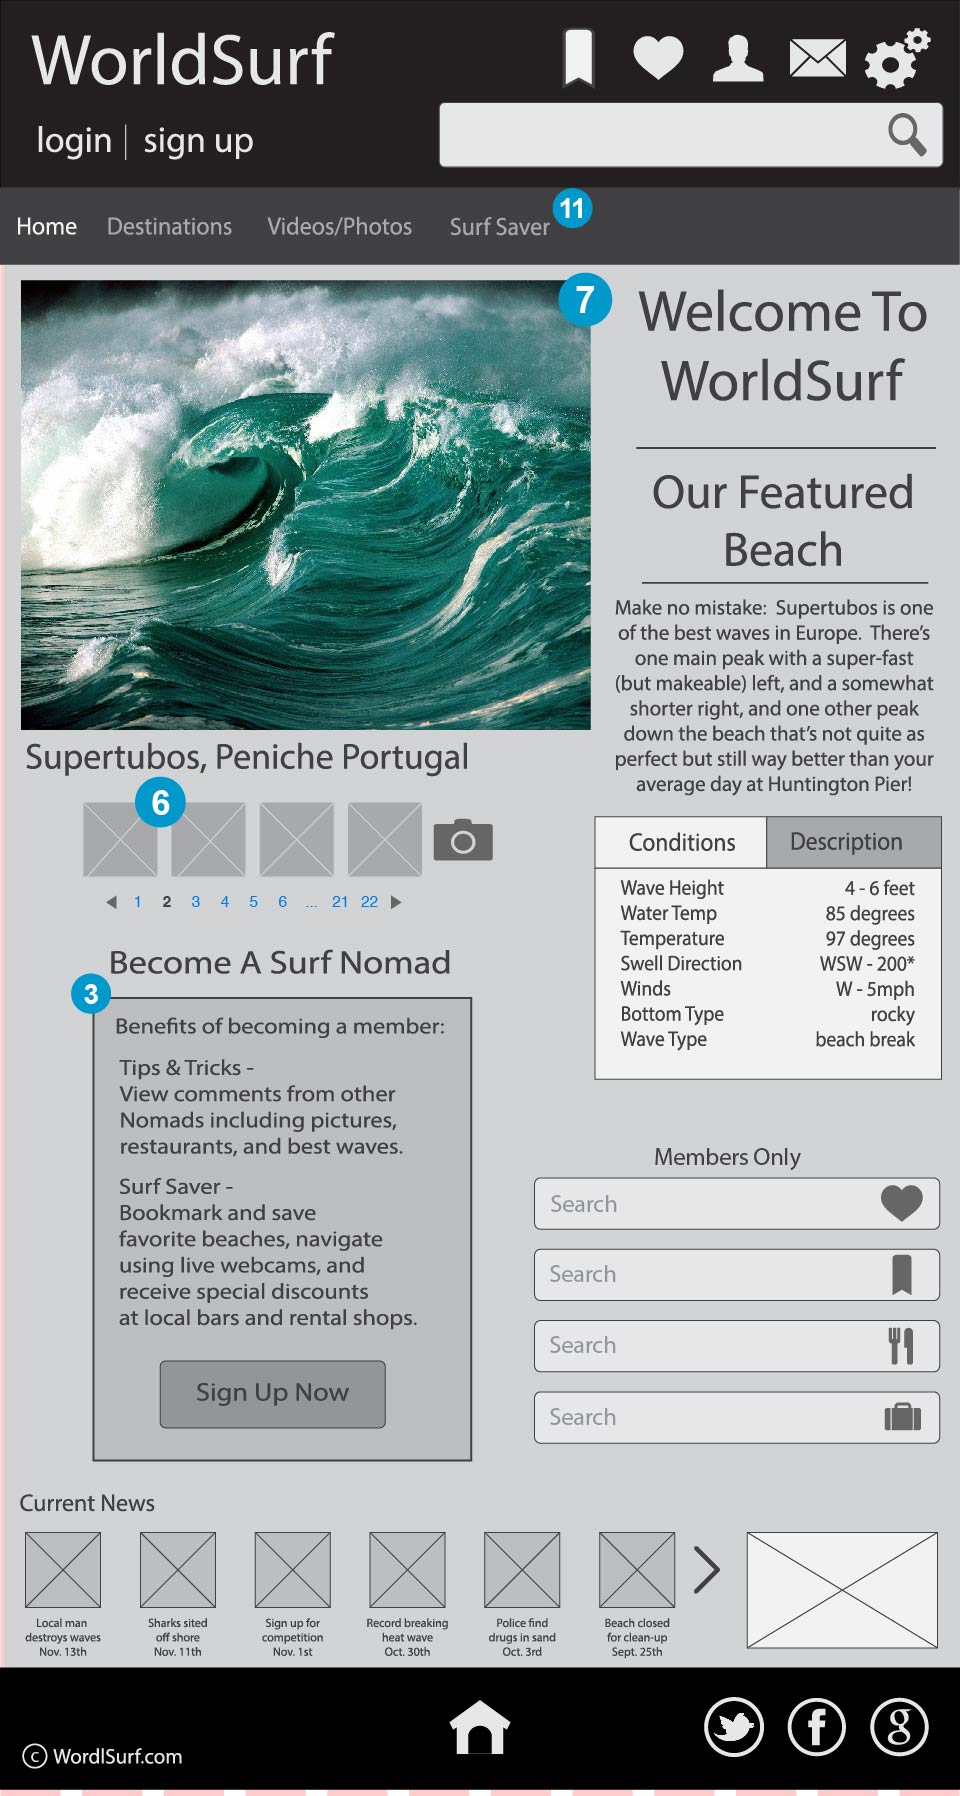 WorldSurf
login | sign up
Home Destinations Videos/Photos Surf Saver 11
7
Welcome To
WorldSurf
Our Featured
Beach
Make no mistake: Supertubos is one
of the best waves in Europe. There's
one main peak with a super-fast
(but makeable) left, and a somewhat
shorter right, and one other peak
down the beach that's not quite as
perfect but still way better than your
average day at Huntington Pier!
Supertubos, Peniche Portugal
6
1 2 3 4 5 6 ... 21 22
Conditions Description
Wave Height 4 - 6 feet
Water Temp 85 degrees
Temperature 97 degrees
Swell Direction WSW - 200*
Winds W - 5mph
Bottom Type rocky
Wave Type beach break
Become A Surf Nomad
3
Benefits of becoming a member:
Tips & Tricks -
View comments from other
Nomads including pictures,
restaurants, and best waves.
Surf Saver -
Bookmark and save
favorite beaches, navigate
using live webcams, and
receive special discounts
at local bars and rental shops.
Sign Up Now
Members Only
Search
Search
Search
Search
Current News
Local man
destroys waves
Nov. 13th
Sharks sited
off shore
Nov. 11th
Sign up for
competition
Nov. 1st
Record breaking
heat wave
Oct. 30th
Police find
drugs in sand
Oct. 3rd
Beach closed
for clean-up
Sept. 25th
© WordlSurf.com